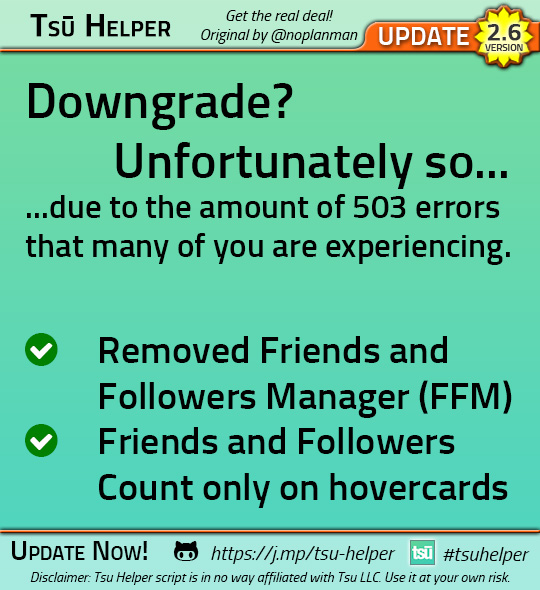 Tsū Helper
Get the real deal!
Original by @noplanman
UPDATE
2.6
VERSION
Downgrade?
Unfortunately so...
...due to the amount of 503 errors
that many of you are experiencing.
Removed Friends and
Followers Manager (FFM)
Friends and Followers
Count only on hovercards
Update Now!
https://j.mp/tsu-helper
tsū
#tsuhelper
Disclaimer: Tsu Helper script is in no way affiliated with Tsu LLC. Use it at your own risk.